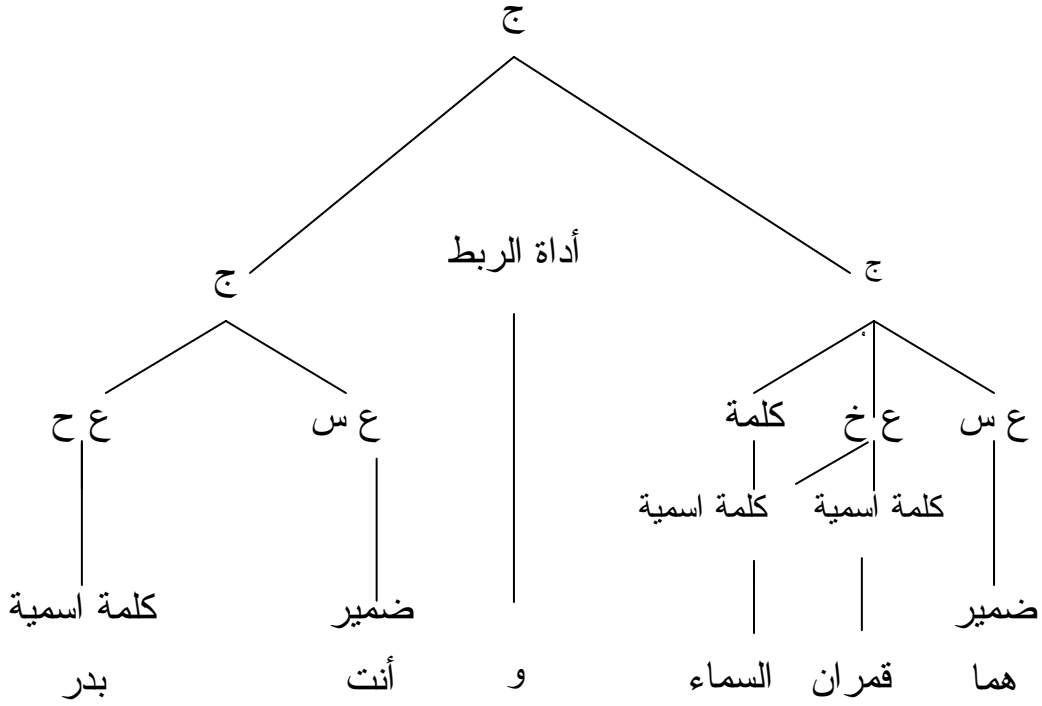 ج
أداة الربط
ج ج
ع س ع خ كلمة ع س ع ح
كلمة اسمية كلمة اسمية
ضمير ضمير كلمة اسمية
هما قمران السماء و أنت بدر